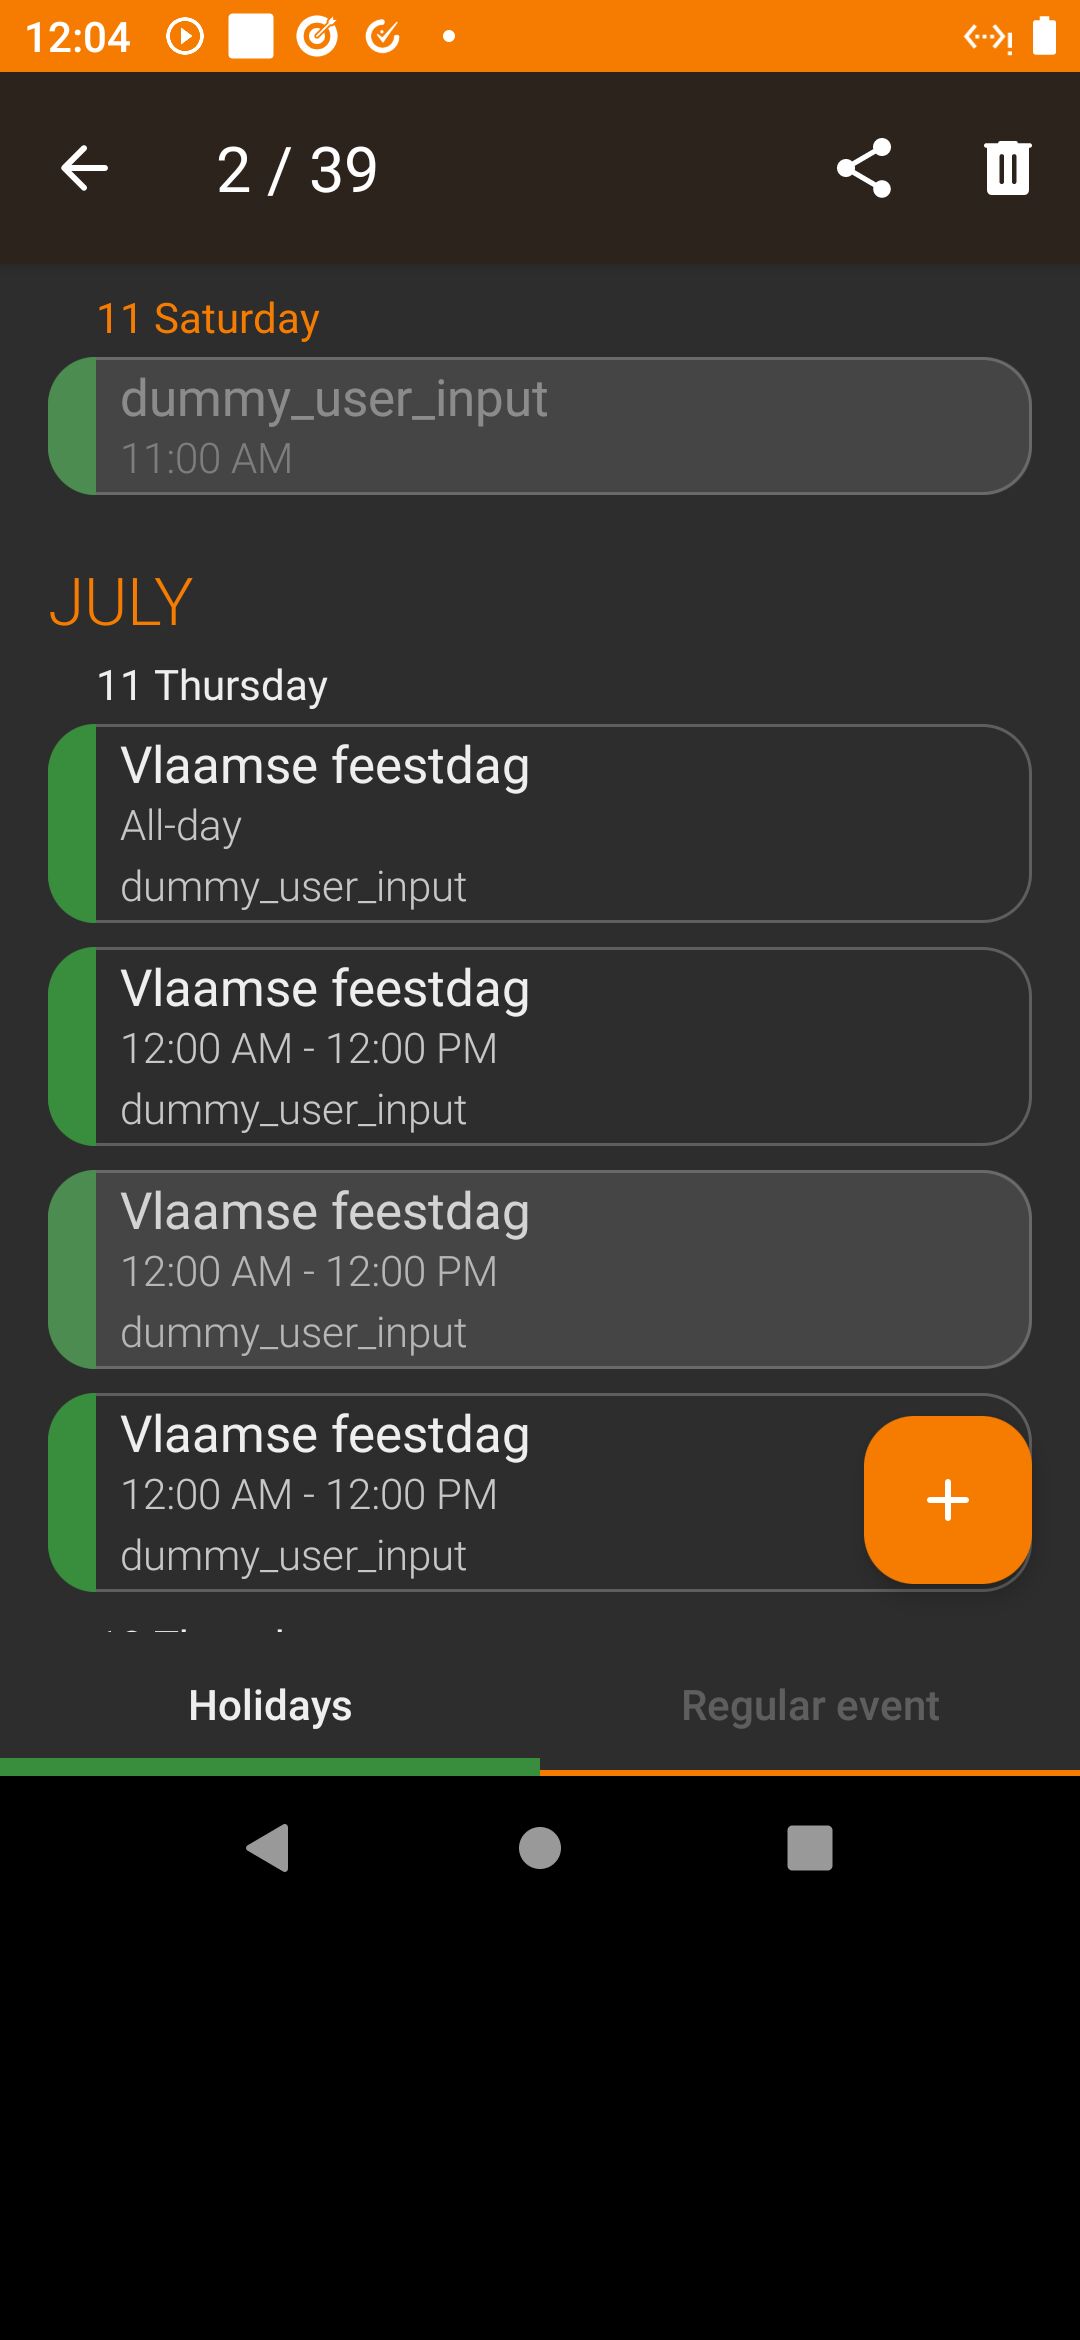 12:04
2 / 39
11 Saturday
dummy_user_input
11:00 AM
JULY
11 Thursday
Vlaamse feestdag
All-day
dummy_user_input
Vlaamse feestdag
12:00 AM - 12:00 PM
dummy_user_input
Vlaamse feestdag
12:00 AM - 12:00 PM
dummy_user_input
Vlaamse feestdag
12:00 AM - 12:00 PM
dummy_user_input
Holidays
Regular event